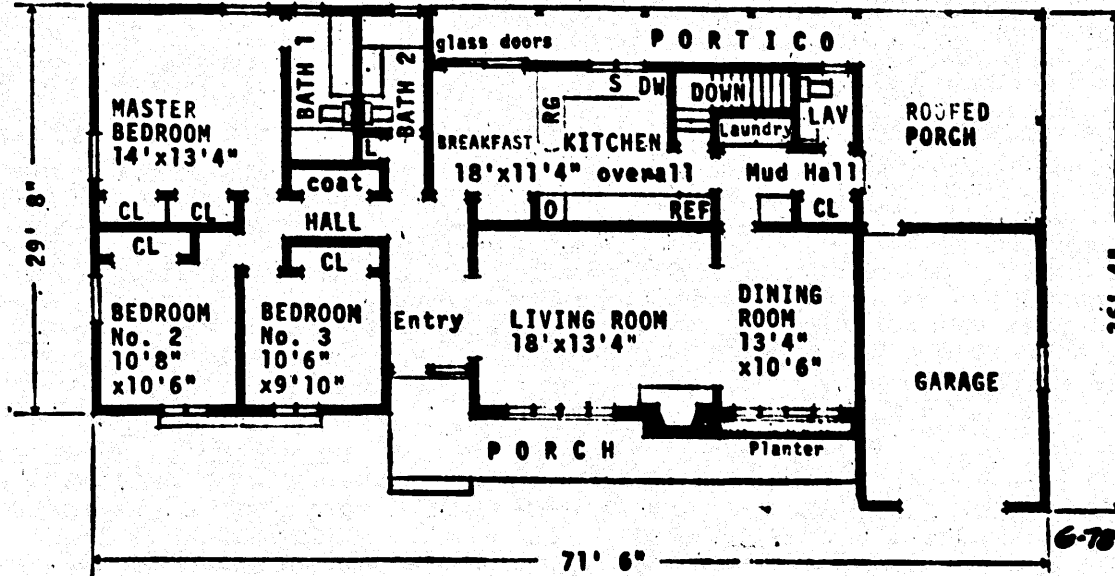 glass doors
PORTICO
BATH 1
BATH 2
S
DW
DOWN
RG
LAV
MASTER
BEDROOM
14'x13'4"
ROOFED
PORCH
BREAKFAST
KITCHEN
18'x11'4" overall
Laundry
Mud Hall
L
coat
CL
CL
O
REF
CL
HALL
CL
CL
29' 8"
BEDROOM
No. 2
10'8"
x10'6"
BEDROOM
No. 3
10'6"
x9'10"
Entry
LIVING ROOM
18'x13'4"
DINING
ROOM
13'4"
x10'6"
GARAGE
PORCH
Planter
71' 6"
G-78